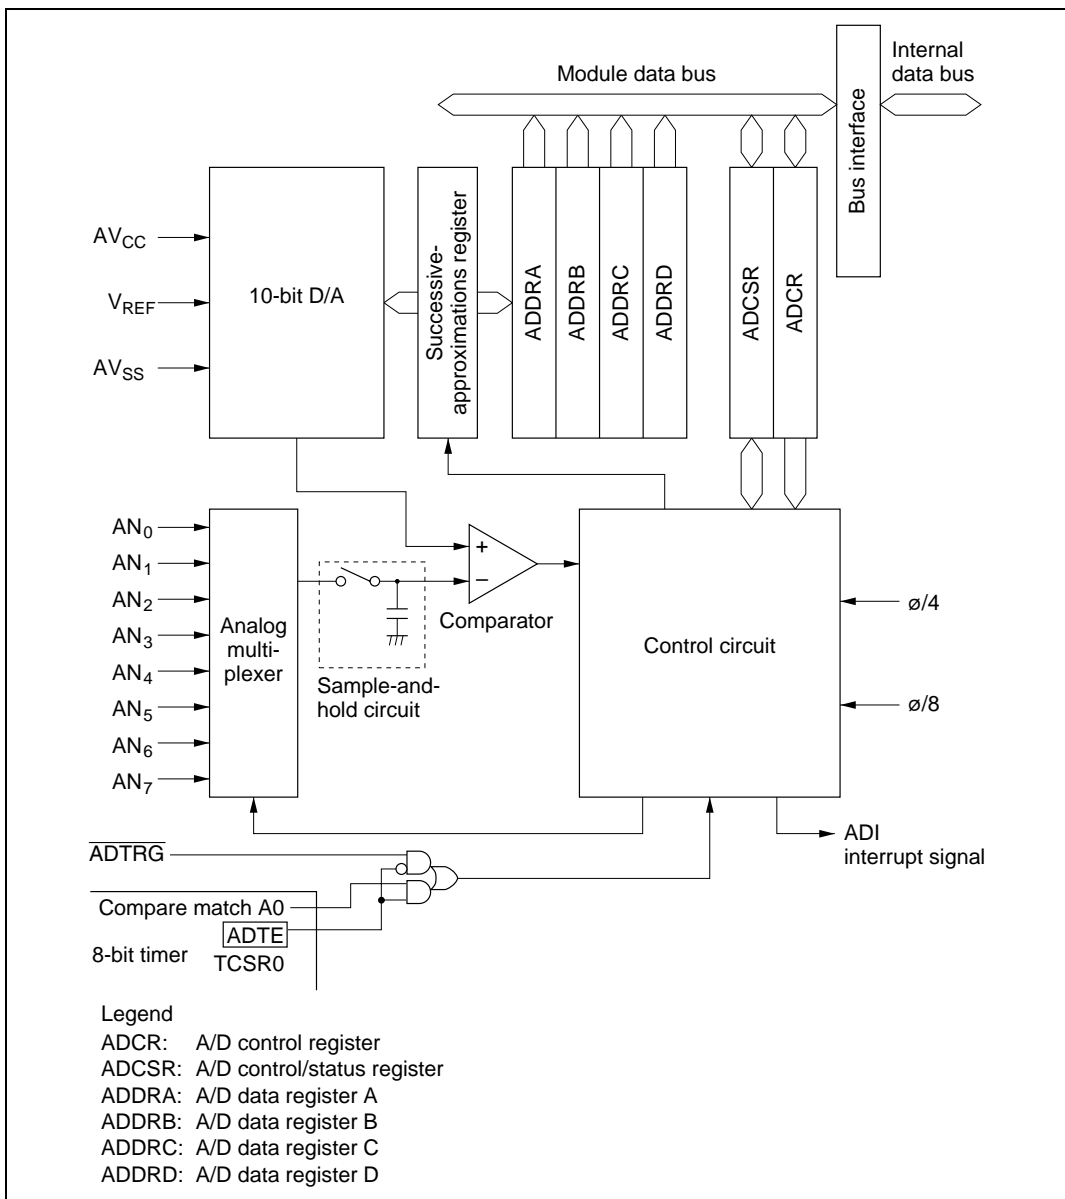 Internal
data bus
Module data bus
Bus interface
AVCC
VREF
AVSS
10-bit D/A
Successive-
approximations register
ADDRA
ADDRB
ADDRC
ADDRD
ADCSR
ADCR
AN0
AN1
AN2
AN3
AN4
AN5
AN6
AN7
Analog
multi-
plexer
Sample-and-
hold circuit
+
−
Comparator
Control circuit
ø/4
ø/8
ADI
interrupt signal
ADTRG
Compare match A0
ADTE
8-bit timer
TCSR0
Legend
ADCR: A/D control register
ADCSR: A/D control/status register
ADDRA: A/D data register A
ADDRB: A/D data register B
ADDRC: A/D data register C
ADDRD: A/D data register D